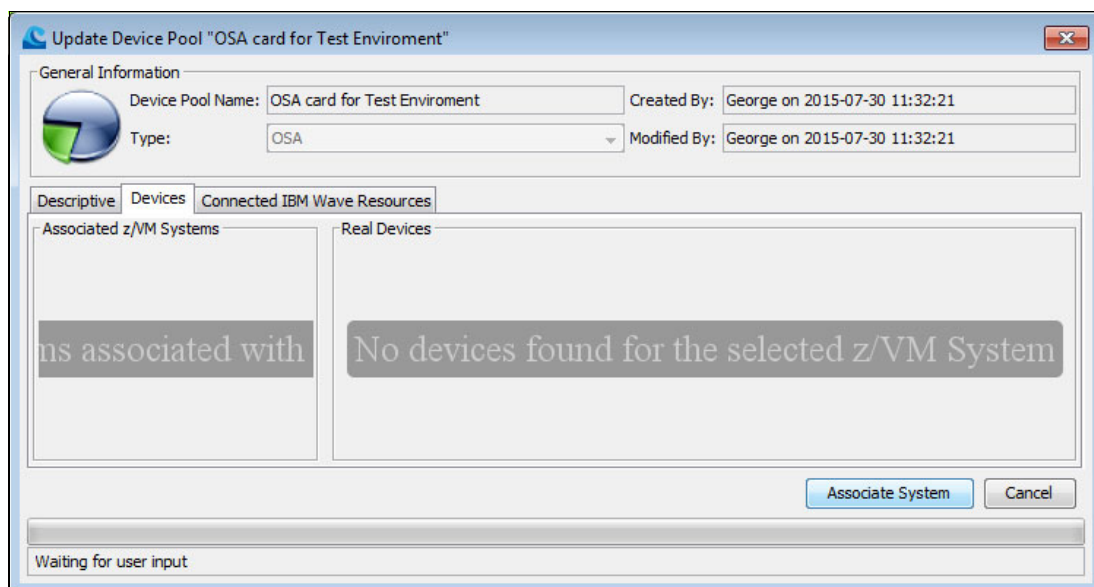 Update Device Pool "OSA card for Test Enviroment"
General Information
Device Pool Name: OSA card for Test Enviroment Created By: George on 2015-07-30 11:32:21
Type: OSA Modified By: George on 2015-07-30 11:32:21
Descriptive Devices Connected IBM Wave Resources
Associated z/VM Systems Real Devices
ms associated with No devices found for the selected z/VM System
Associate System Cancel
Waiting for user input